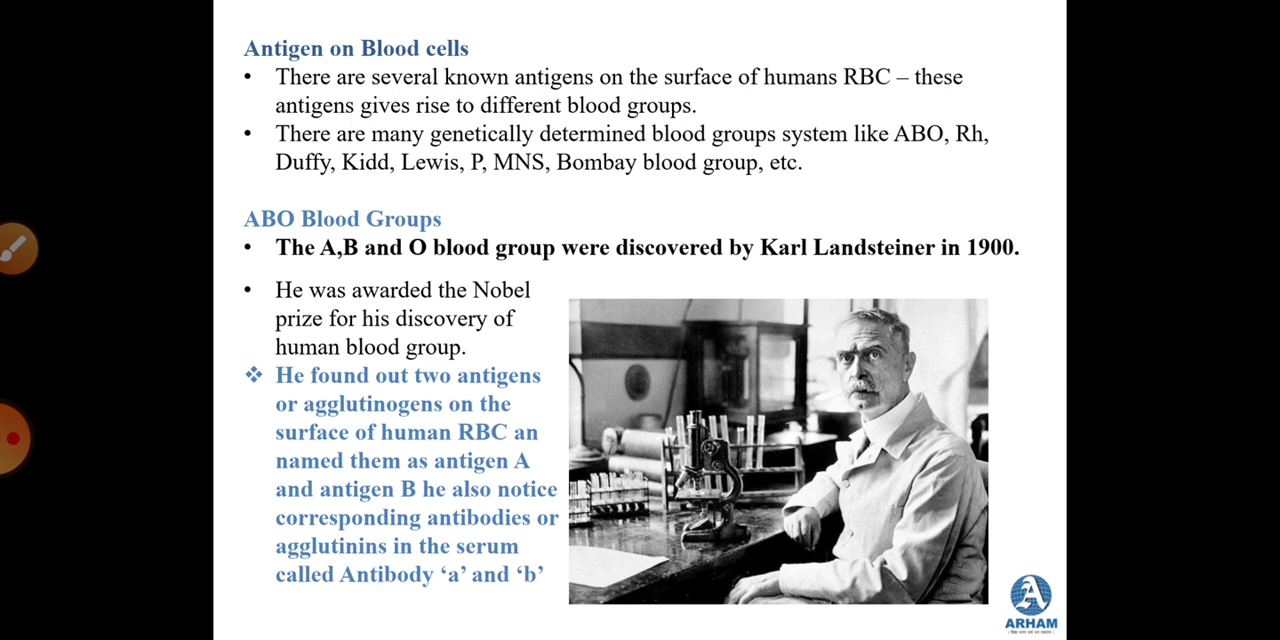 Antigen on Blood cells
• There are several known antigens on the surface of humans RBC – these
antigens gives rise to different blood groups.
• There are many genetically determined blood groups system like ABO, Rh,
Duffy, Kidd, Lewis, P, MNS, Bombay blood group, etc.
ABO Blood Groups
• The A,B and O blood group were discovered by Karl Landsteiner in 1900.
• He was awarded the Nobel
prize for his discovery of
human blood group.
❖ He found out two antigens
or agglutinogens on the
surface of human RBC an
named them as antigen A
and antigen B he also notice
corresponding antibodies or
agglutinins in the serum
called Antibody ‘a’ and ‘b’
A
ARHAM